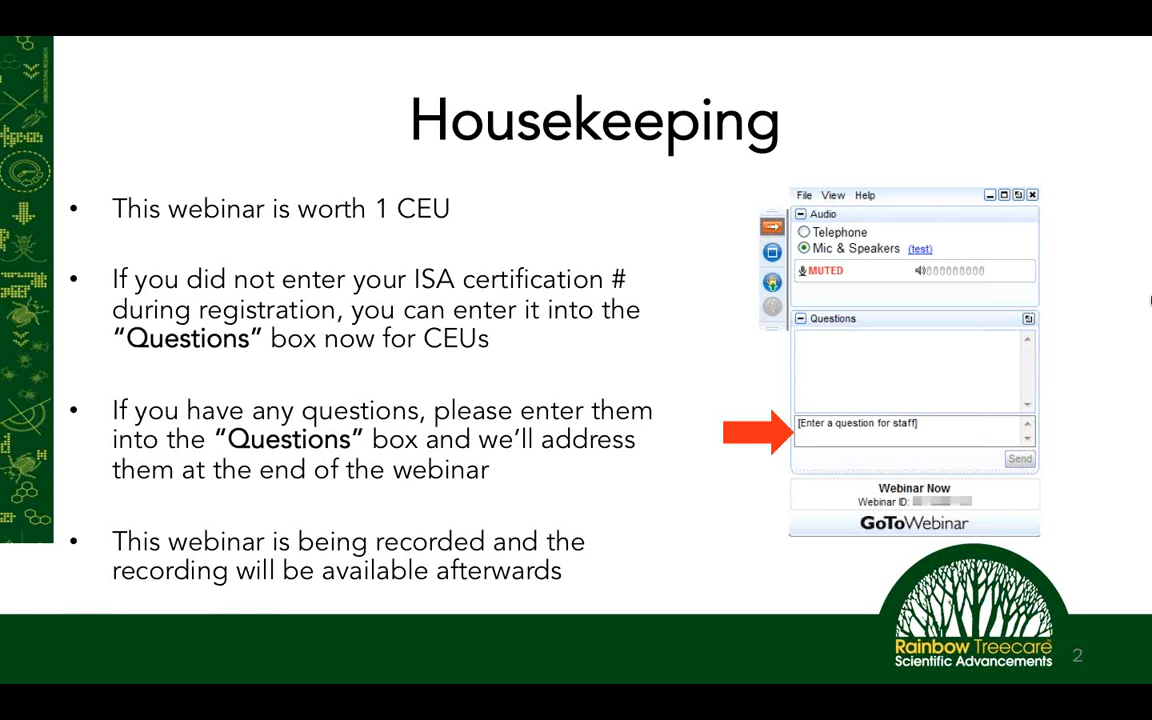 Housekeeping
• This webinar is worth 1 CEU
• If you did not enter your ISA certification #
during registration, you can enter it into the
“Questions” box now for CEUs
• If you have any questions, please enter them
into the “Questions” box and we’ll address
them at the end of the webinar
• This webinar is being recorded and the
recording will be available afterwards
File View Help
Audio
Telephone
Mic & Speakers (test)
MUTED
Questions
[Enter a question for staff]
Send
Webinar Now
Webinar ID:
GoToWebinar
Rainbow Treecare
Scientific Advancements
2